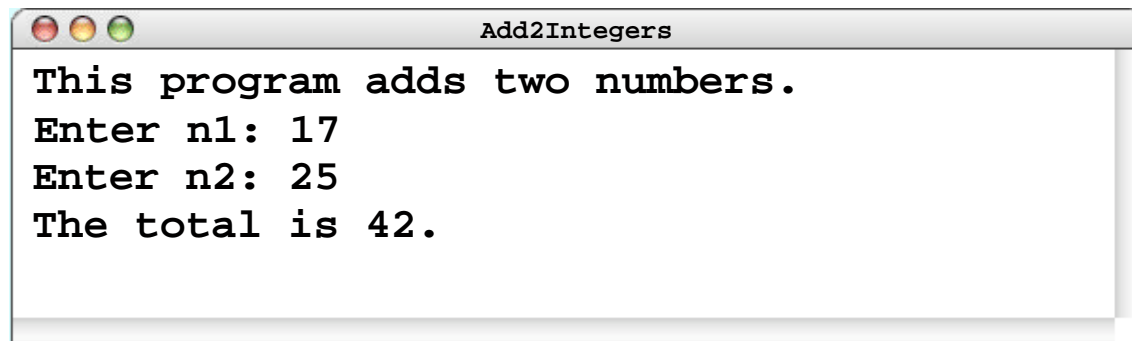 Add2Integers
This program adds two numbers.
Enter n1: 17
Enter n2: 25
The total is 42.